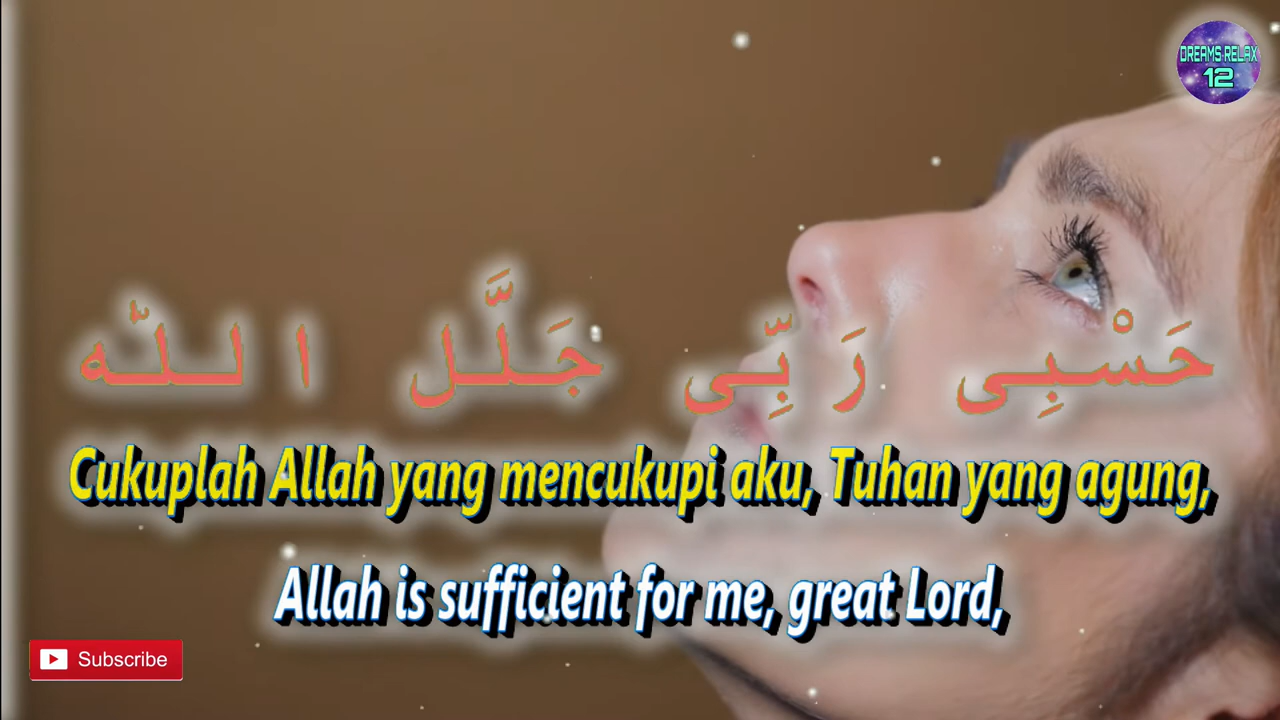 DREAMS RELAX
12
حَسْبِى رَبِّى جَلَّل ا للّٰه
Cukuplah Allah yang mencukupi aku, Tuhan yang agung,
Allah is sufficient for me, great Lord,
Subscribe